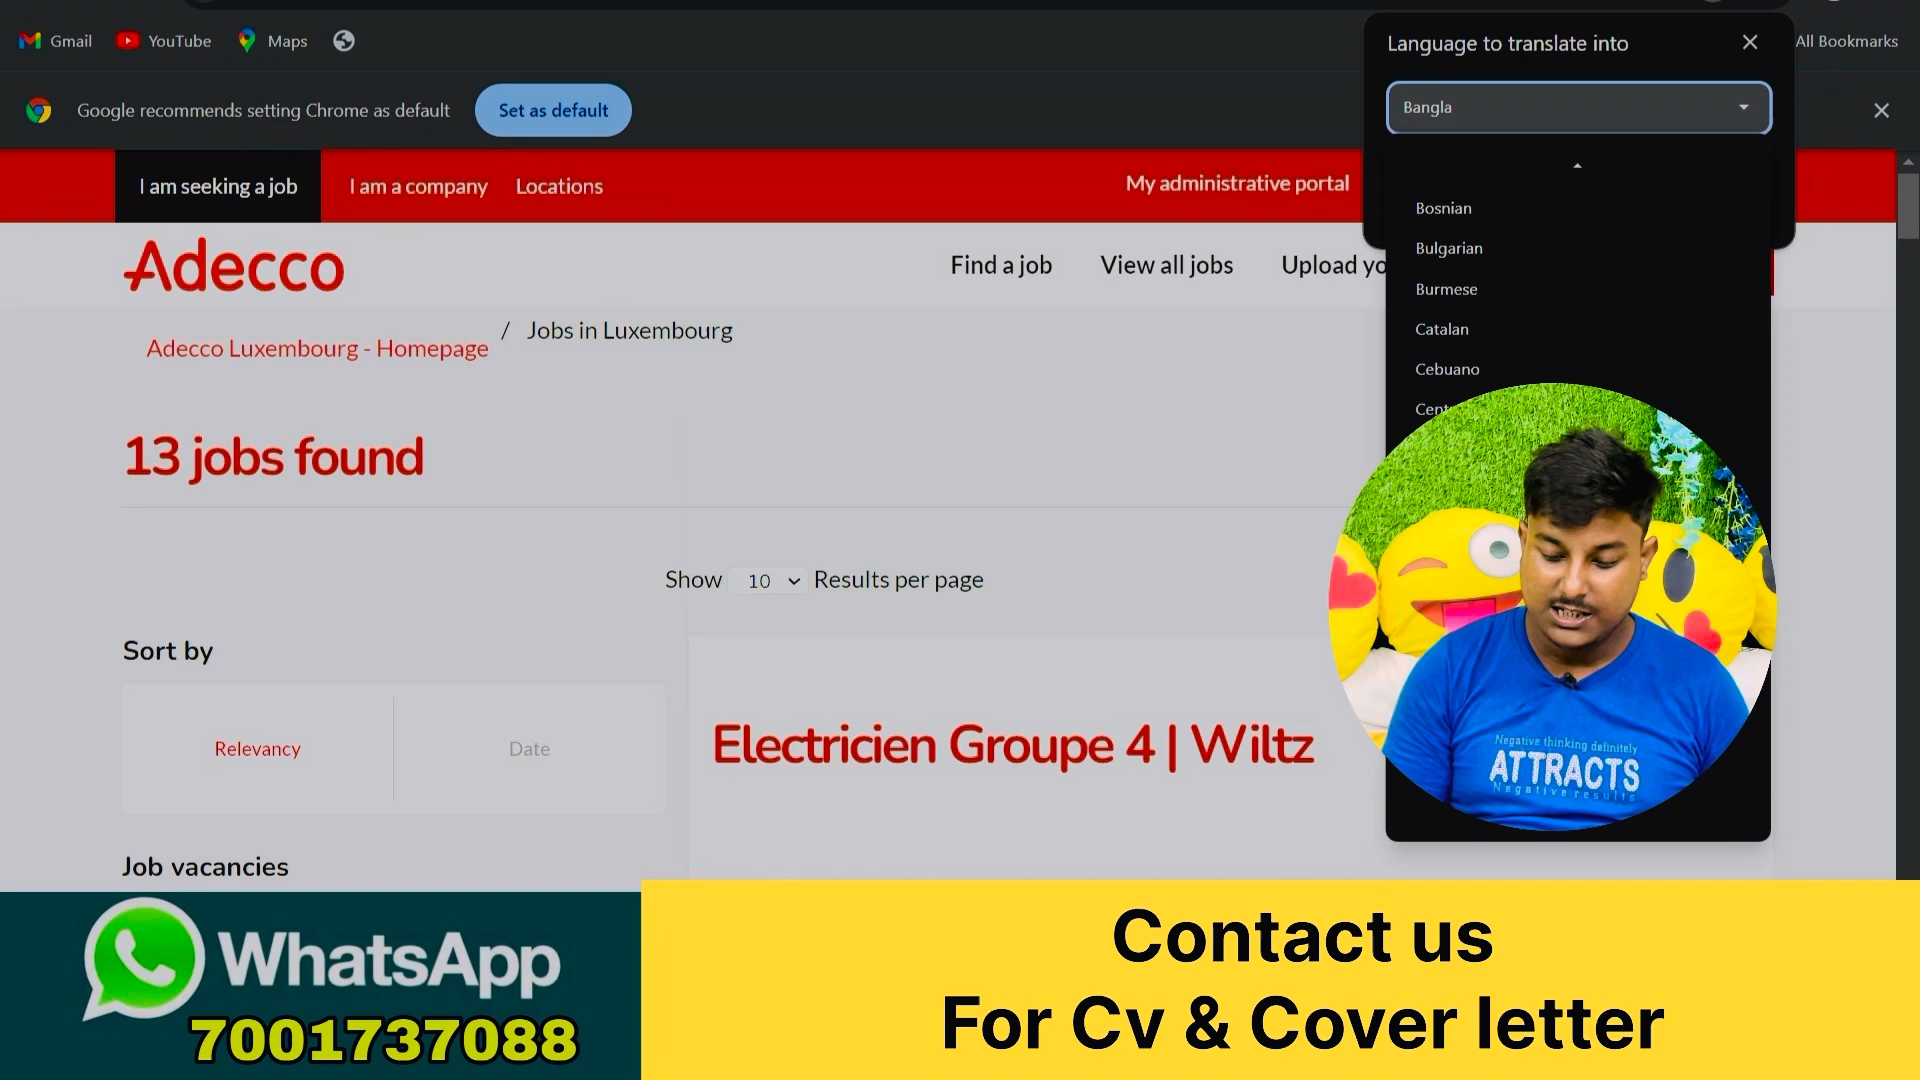 Gmail
YouTube
Maps
All Bookmarks
Language to translate into
Bangla
Google recommends setting Chrome as default
Set as default
I am seeking a job
I am a company
Locations
My administrative portal
Bosnian
Bulgarian
Burmese
Catalan
Cebuano
Adecco
Find a job
View all jobs
Upload
Adecco Luxembourg - Homepage
/ Jobs in Luxembourg
13 jobs found
Show 10 Results per page
Sort by
Relevancy
Date
Electricien Groupe 4 | Wiltz
Job vacancies
Negative thinking definitely
ATTRACTS
Negative results
WhatsApp
7001737088
Contact us
For Cv & Cover letter